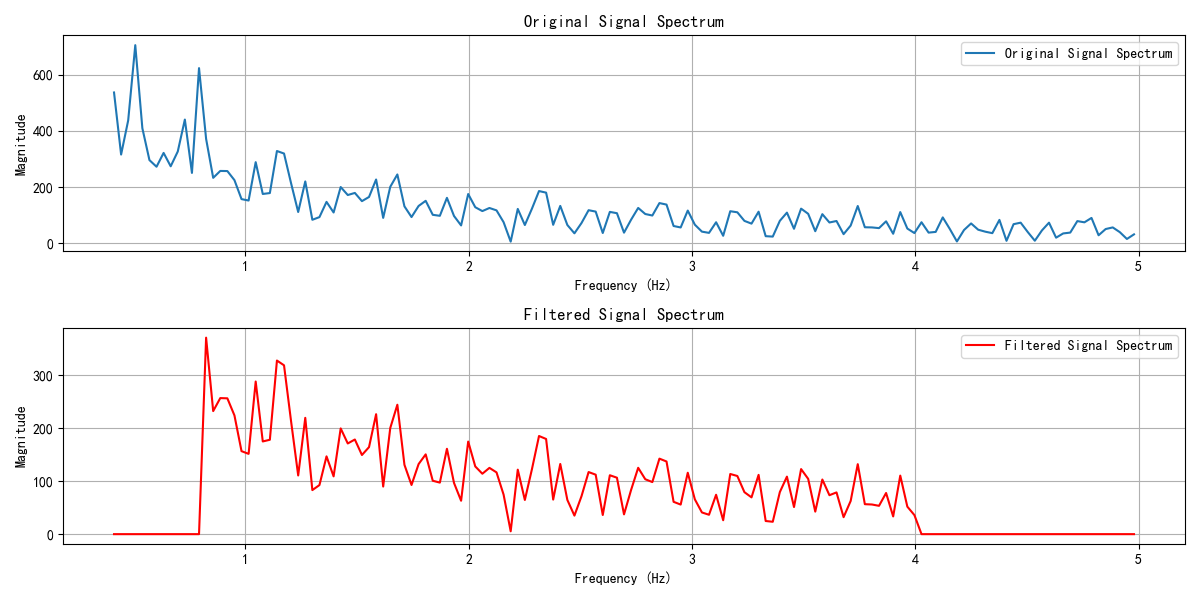 Original Signal Spectrum
Original Signal Spectrum
Magnitude
600
400
200
0
1 2 3 4 5
Frequency (Hz)
Filtered Signal Spectrum
Filtered Signal Spectrum
Magnitude
300
200
100
0
1 2 3 4 5
Frequency (Hz)